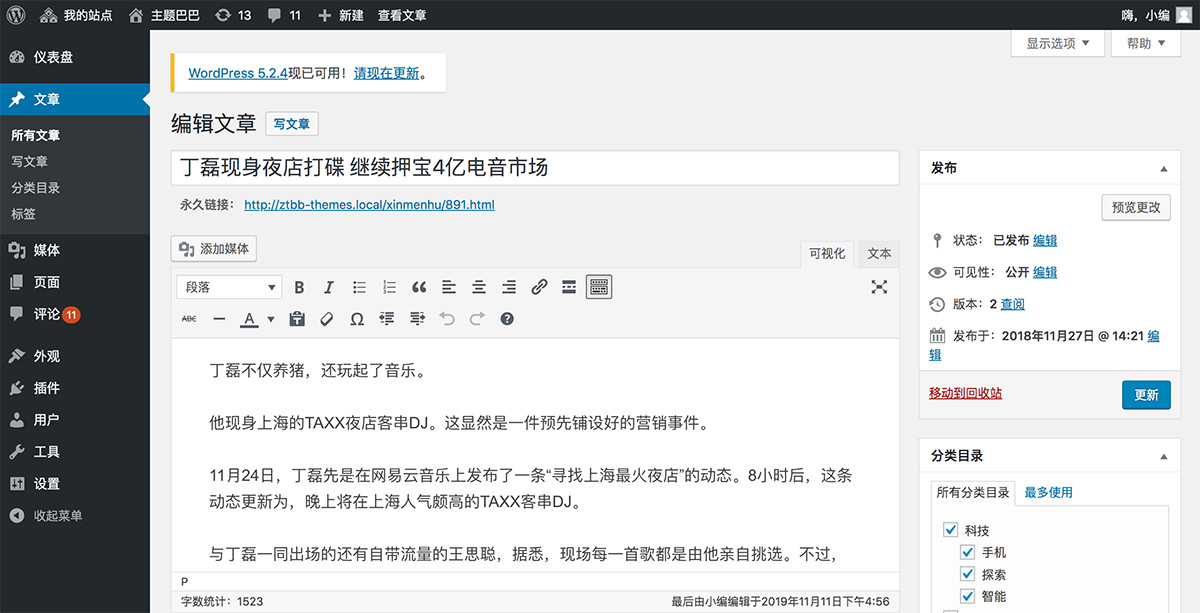 我的站点 主题巴巴 13 11 新建 查看文章 嗨，小编
显示选项 帮助
仪表盘
文章
所有文章
写文章
分类目录
标签
媒体
页面
评论 11
外观
插件
用户
工具
设置
收起菜单
WordPress 5.2.4现已可用！请现在更新。
编辑文章 写文章
丁磊现身夜店打碟 继续押宝4亿电音市场
永久链接： http://ztbb-themes.local/xinmenhu/891.html
添加媒体
可视化 文本
段落 B I
ABC A Ω
丁磊不仅养猪，还玩起了音乐。
他现身上海的TAXX夜店客串DJ。这显然是一件预先铺设好的营销事件。
11月24日，丁磊先是在网易云音乐上发布了一条“寻找上海最火夜店”的动态。8小时后，这条
动态更新为，晚上将在上海人气颇高的TAXX客串DJ。
与丁磊一同出场的还有自带流量的王思聪，据悉，现场每一首歌都是由他亲自挑选。不过，
P
字数统计：1523 最后由小编编辑于2019年11月11日下午4:56
发布
预览更改
状态： 已发布 编辑
可见性： 公开 编辑
版本：2 查阅
发布于：2018年11月27日 @ 14:21 编
辑
移动到回收站 更新
分类目录
所有分类目录 最多使用
科技
手机
探索
智能